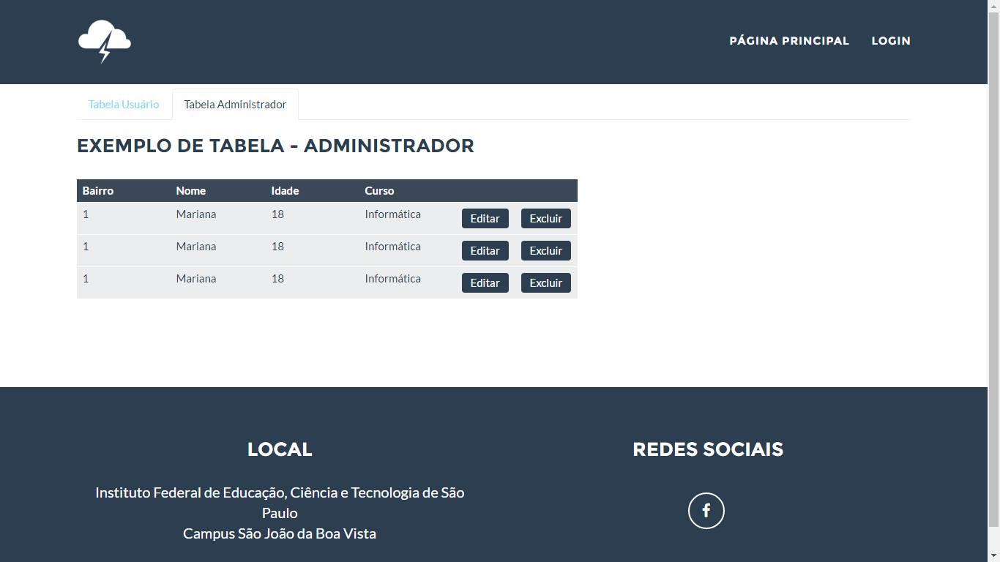 PÁGINA PRINCIPAL LOGIN
Tabela Usuário Tabela Administrador
EXEMPLO DE TABELA - ADMINISTRADOR
Bairro Nome Idade Curso
1 Mariana 18 Informática Editar Excluir
1 Mariana 18 Informática Editar Excluir
1 Mariana 18 Informática Editar Excluir
LOCAL
Instituto Federal de Educação, Ciência e Tecnologia de São
Paulo
Campus São João da Boa Vista
REDES SOCIAIS